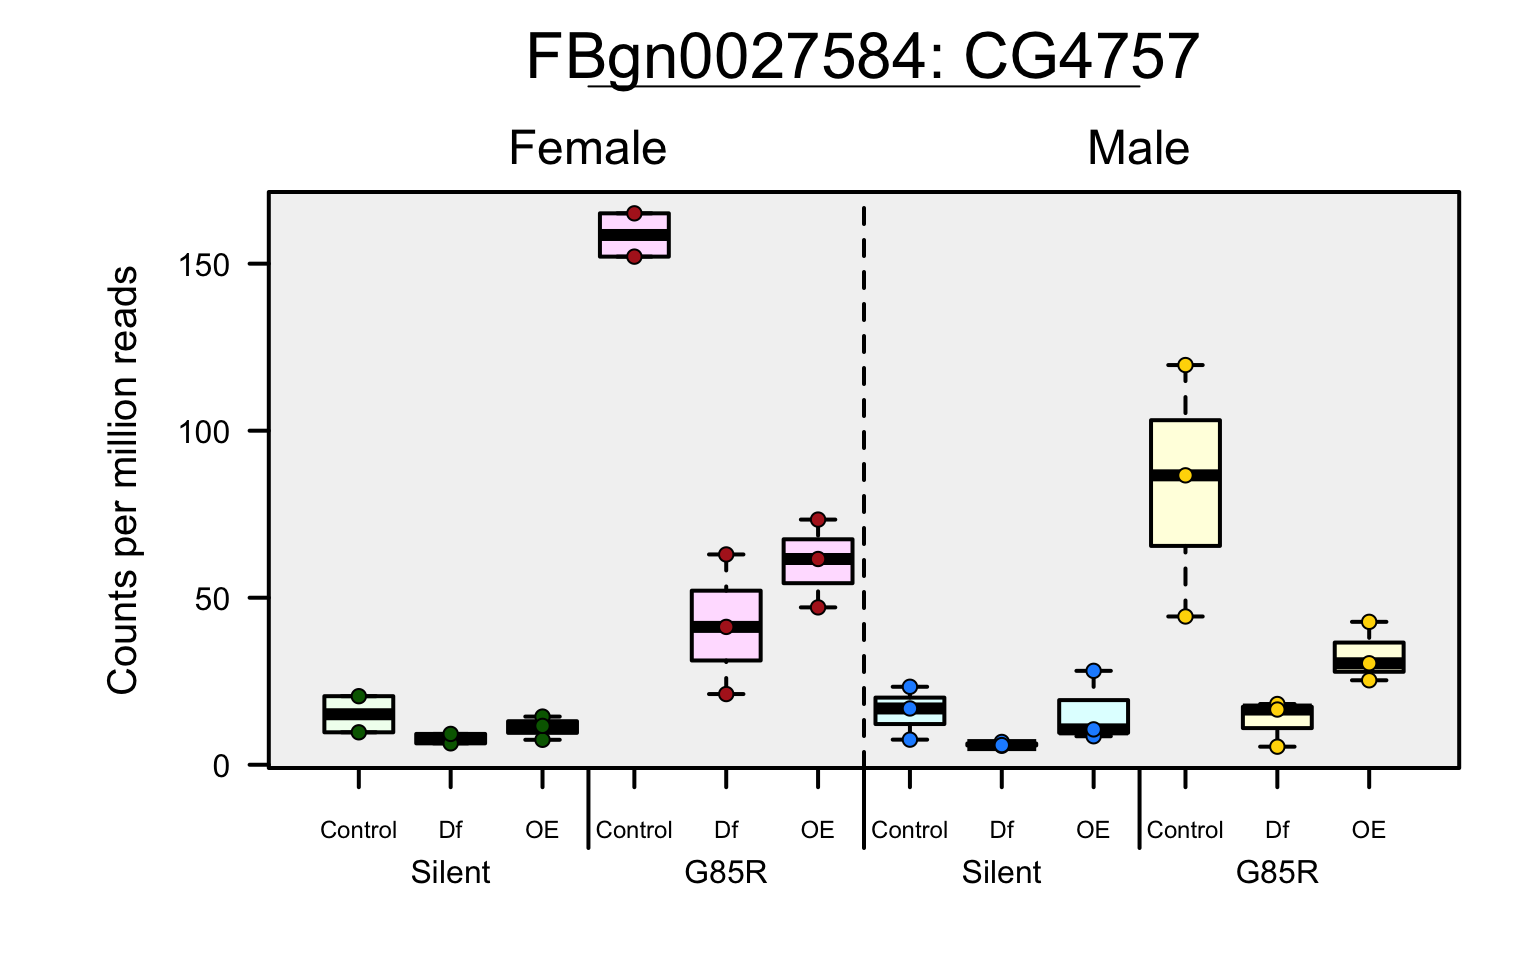 FBgn0027584: CG4757
Female Male
Counts per million reads
150
100
50
0
Control Df OE Control Df OE Control Df OE Control Df OE
Silent G85R Silent G85R